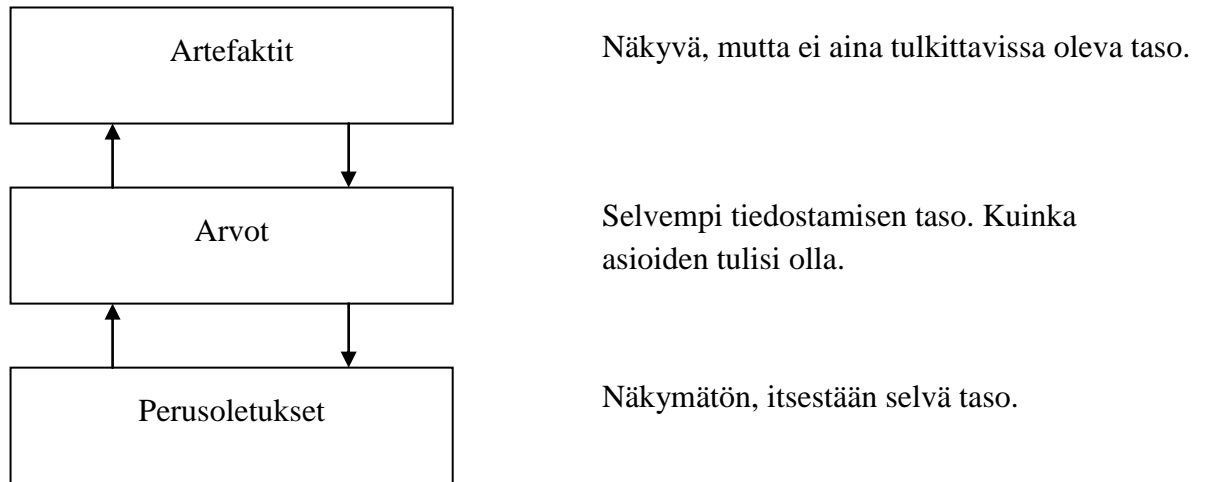 Artefaktit
Näkyvä, mutta ei aina tulkittavissa oleva taso.
Arvot
Selvempi tiedostamisen taso. Kuinka
asioiden tulisi olla.
Perusoletukset
Näkymätön, itsestään selvä taso.